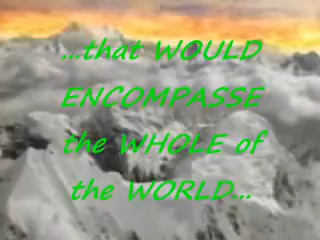 ...that WOULD
ENCOMPASSE
the WHOLE of
the WORLD...